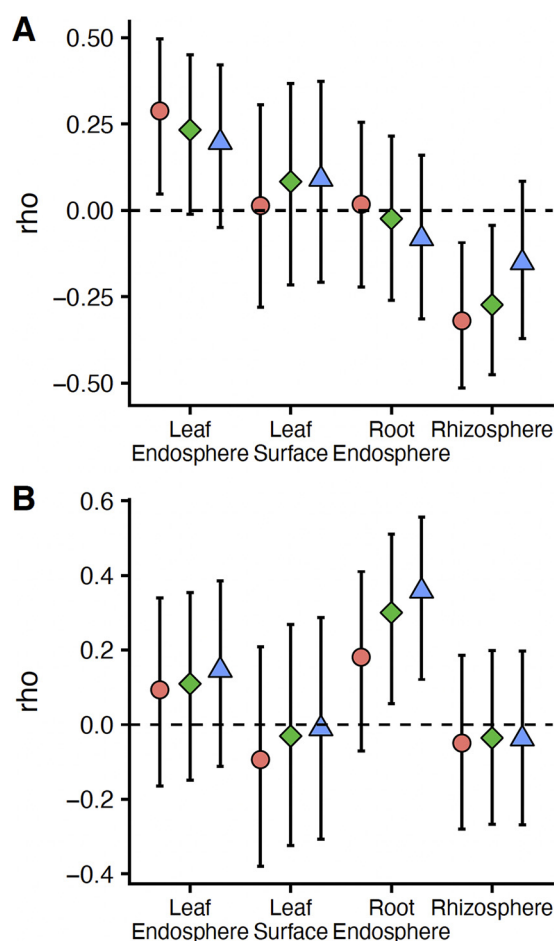 A
0.50
0.25
0.00
−0.25
−0.50
rho
Leaf Endosphere
Leaf Surface
Root Endosphere
Rhizosphere
B
0.6
0.4
0.2
0.0
−0.2
−0.4
rho
Leaf Endosphere
Leaf Surface
Root Endosphere
Rhizosphere